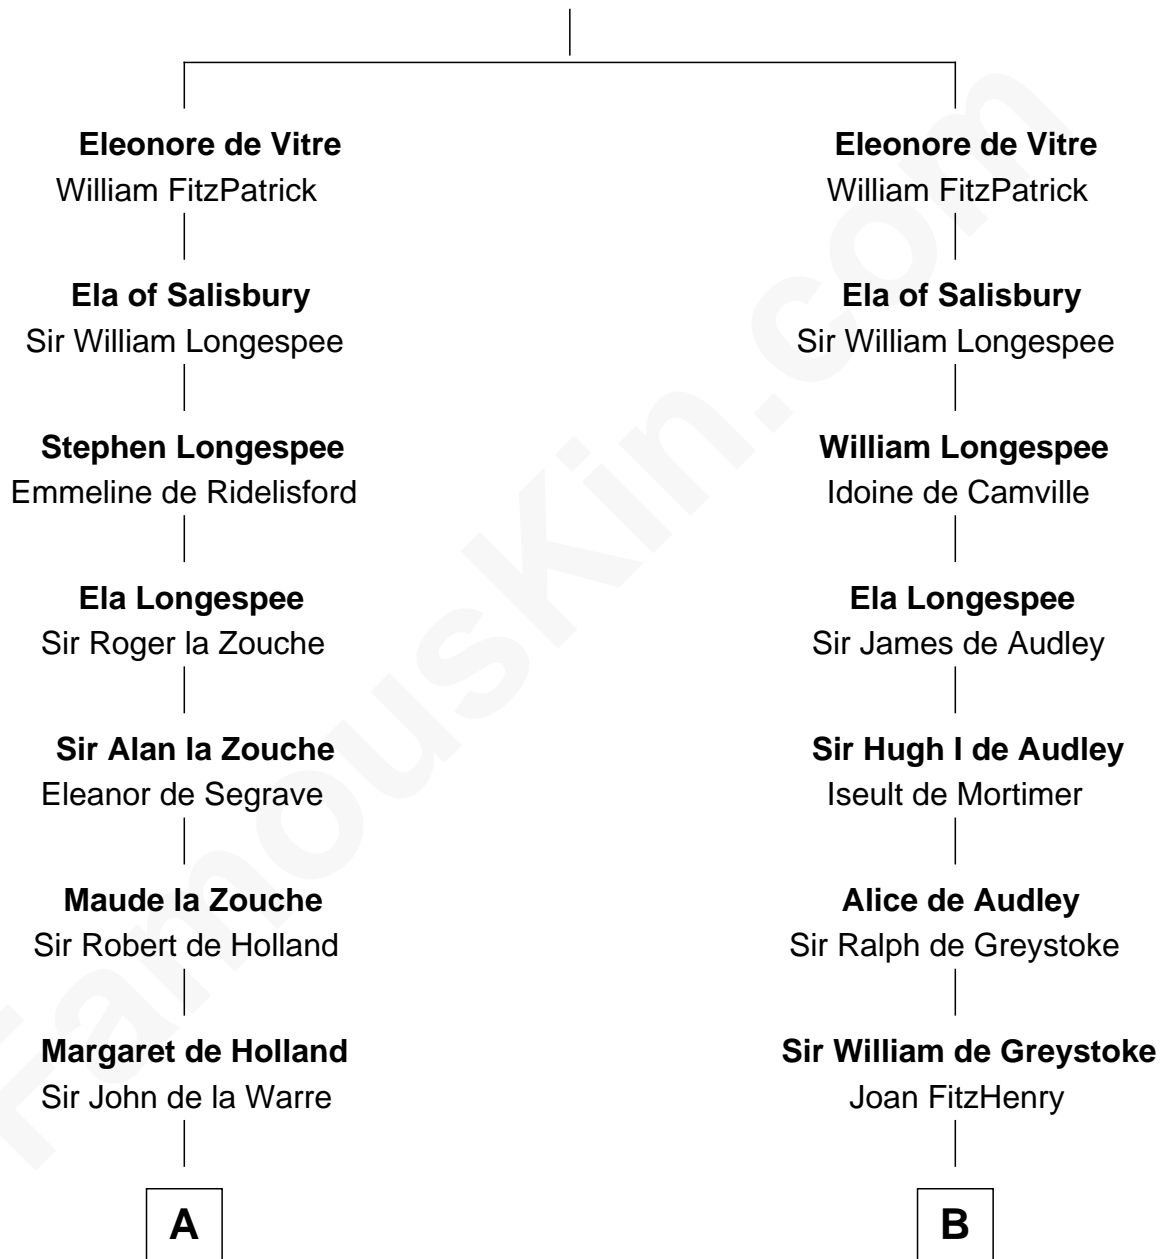 Eleonore de Vitre
William FitzPatrick
Ela of Salisbury
Sir William Longespee
Stephen Longespee
Emmeline de Ridelisford
Ela Longespee
Sir Roger la Zouche
Sir Alan la Zouche
Eleanor de Segrave
Maude la Zouche
Sir Robert de Holland
Margaret de Holland
Sir John de la Warre
A
Eleonore de Vitre
William FitzPatrick
Ela of Salisbury
Sir William Longespee
William Longespee
Idoine de Camville
Ela Longespee
Sir James de Audley
Sir Hugh I de Audley
Iseult de Mortimer
Alice de Audley
Sir Ralph de Greystoke
Sir William de Greystoke
Joan FitzHenry
B
FamousKin.com